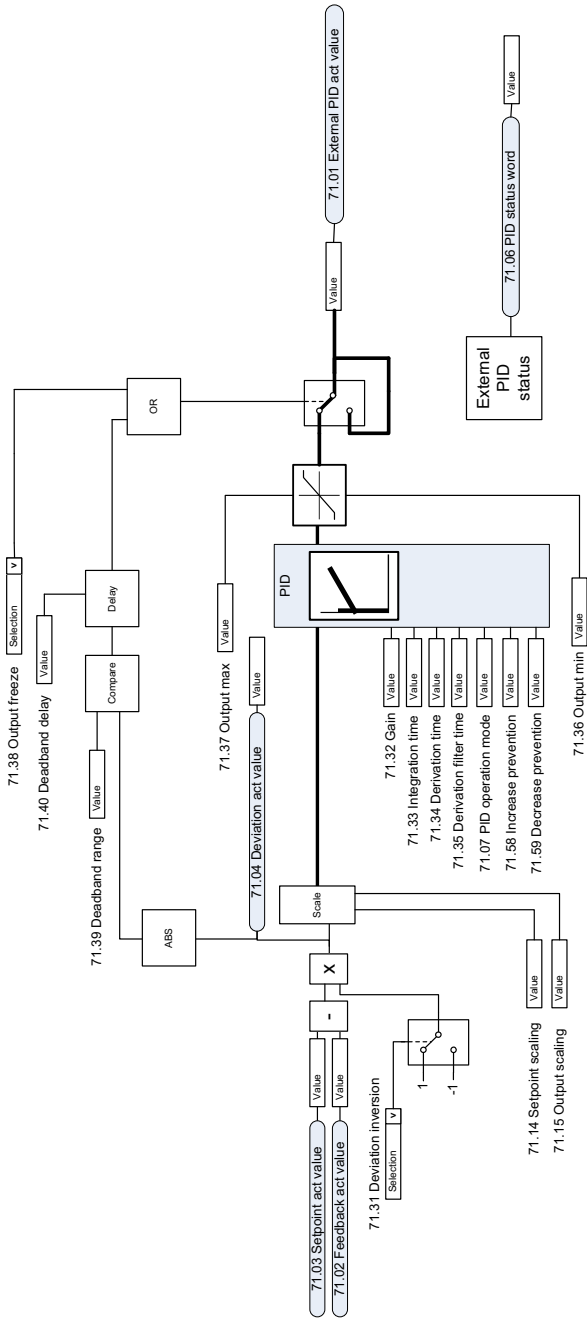 71.38 Output freeze
Selection v
71.40 Deadband delay
Value
71.39 Deadband range
Value
Compare
Delay
OR
ABS
71.04 Deviation act value
Value
71.37 Output max
Value
71.03 Setpoint act value
Value
71.02 Feedback act value
Value
-
X
Scale
PID
Value
71.01 External PID act value
71.31 Deviation inversion
Selection v
1
-1
71.14 Setpoint scaling
Value
71.15 Output scaling
Value
71.32 Gain
Value
71.33 Integration time
Value
71.34 Derivation time
Value
71.35 Derivation filter time
Value
71.07 PID operation mode
Value
71.58 Increase prevention
Value
71.59 Decrease prevention
Value
71.36 Output min
Value
External
PID
status
71.06 PID status word
Value